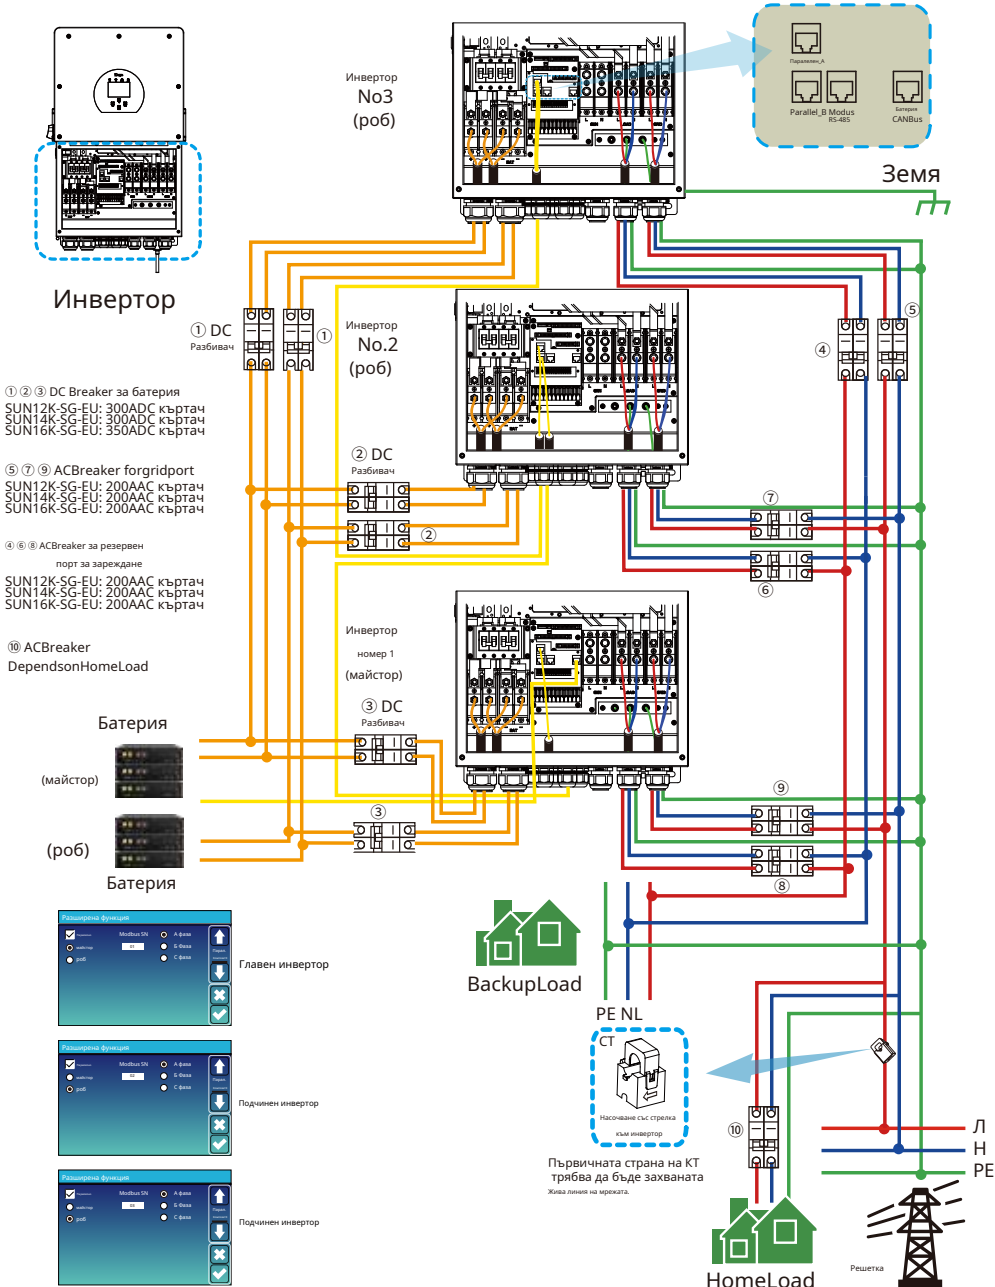 Инвертор
No3
(роб)
Паралелен_А
Parallel_B Modus
RS-485
Батерия
CANBus
Земя
Инвертор
① DC
Разбивач
①
Инвертор
No.2
(роб)
④
⑤
① ② ③ DC Breaker за батерия
SUN12K-SG-EU: 300ADC къртач
SUN14K-SG-EU: 300ADC къртач
SUN16K-SG-EU: 350ADC къртач
② DC
Разбивач
②
⑤ ⑦ ⑨ ACBreaker forgridport
SUN12K-SG-EU: 200AAC къртач
SUN14K-SG-EU: 200AAC къртач
SUN16K-SG-EU: 200AAC къртач
⑦
⑥
④ ⑥ ⑧ ACBreaker за резервен
порт за зареждане
SUN12K-SG-EU: 200AAC къртач
SUN14K-SG-EU: 200AAC къртач
SUN16K-SG-EU: 200AAC къртач
⑩ ACBreaker
DependsonHomeLoad
Инвертор
номер 1
(майстор)
③ DC
Разбивач
③
Батерия
(майстор)
(роб)
Батерия
⑨
⑧
Разширена функция
Modbus SN
А фаза
майстор
01
Б Фаза
роб
С фаза
Парал.
Главен инвертор
Разширена функция
Modbus SN
А фаза
майстор
02
Б Фаза
роб
С фаза
Парал.
Подчинен инвертор
Разширена функция
Modbus SN
А фаза
майстор
03
Б Фаза
роб
С фаза
Парал.
Подчинен инвертор
BackupLoad
PE NL
CT
Насочване със стрелка
към инвертор
Първичната страна на КТ
трябва да бъде захваната
Жива линия на мрежата.
⑩
Л
Н
PE
HomeLoad
Решетка